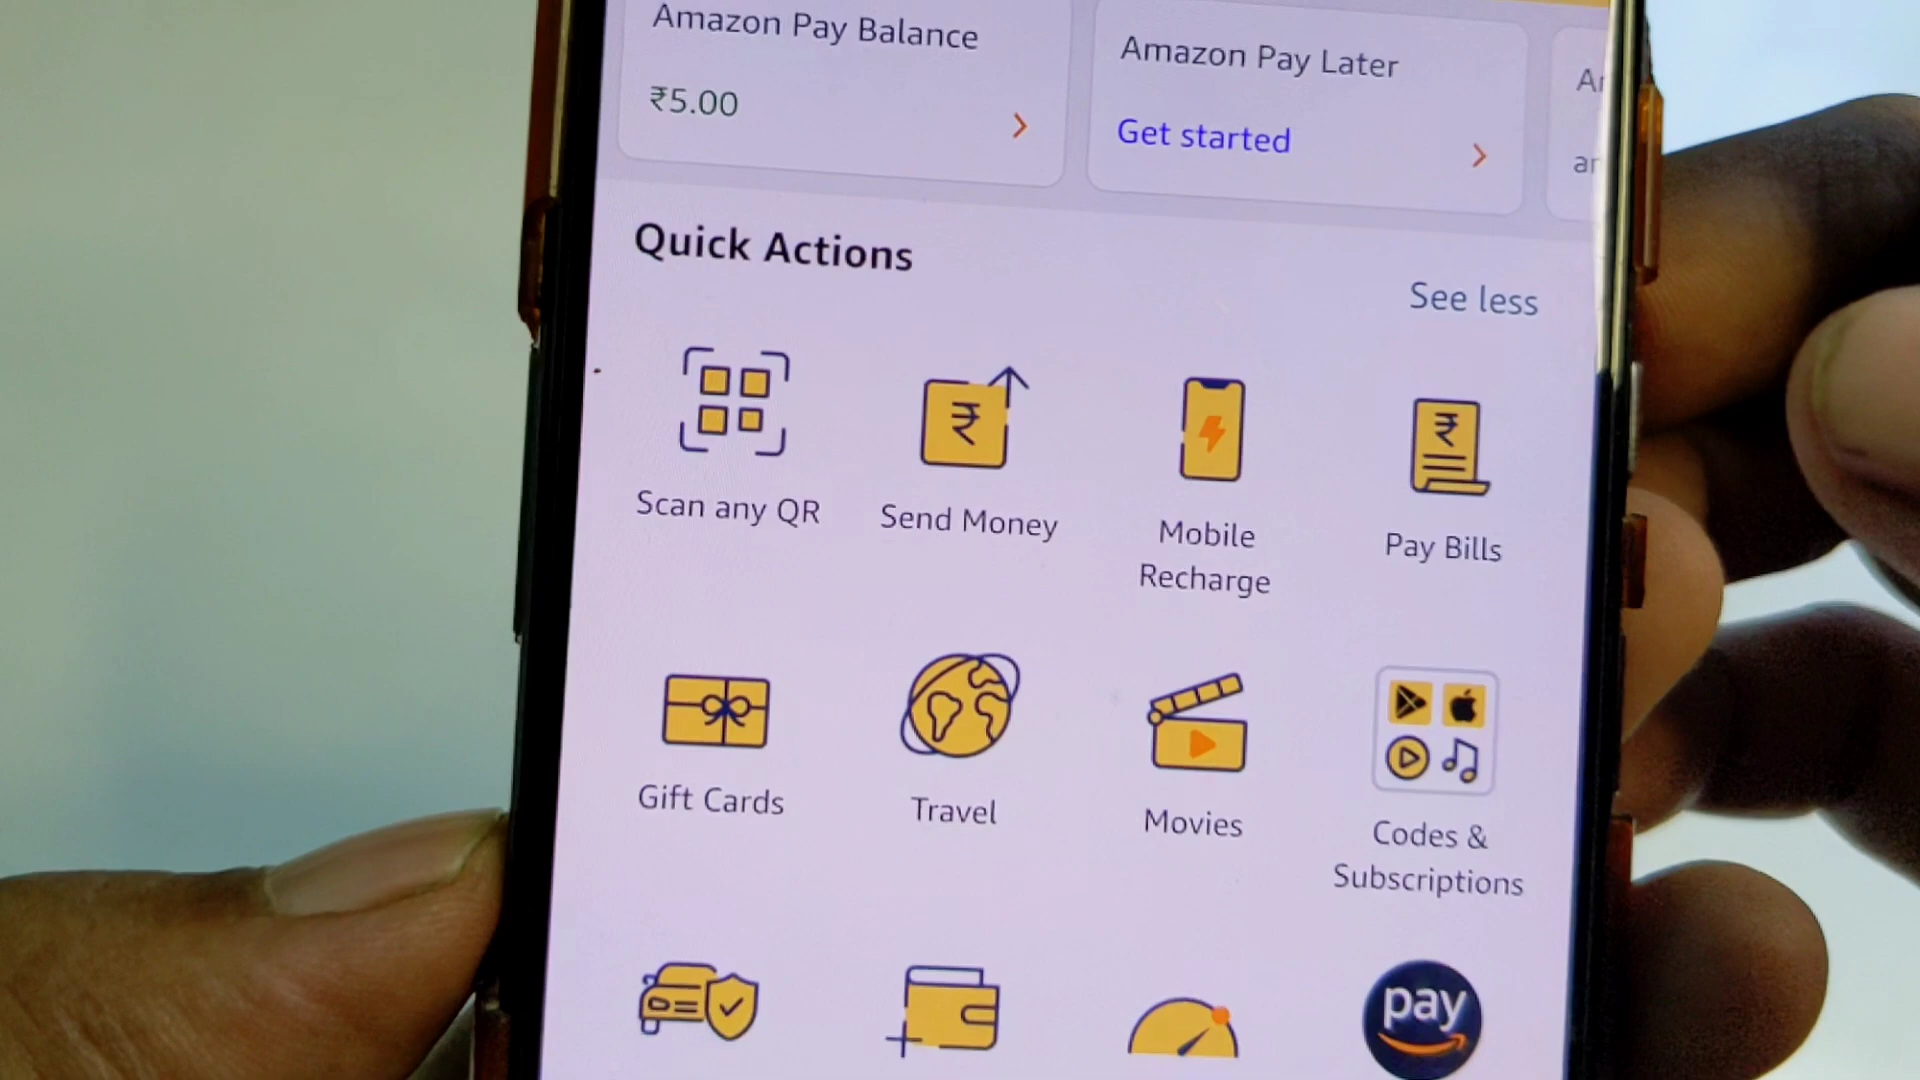 Amazon Pay Balance
₹5.00
Amazon Pay Later
Get started
Quick Actions
See less
Scan any QR
Send Money
Mobile
Recharge
Pay Bills
Gift Cards
Travel
Movies
Codes &
Subscriptions
pay